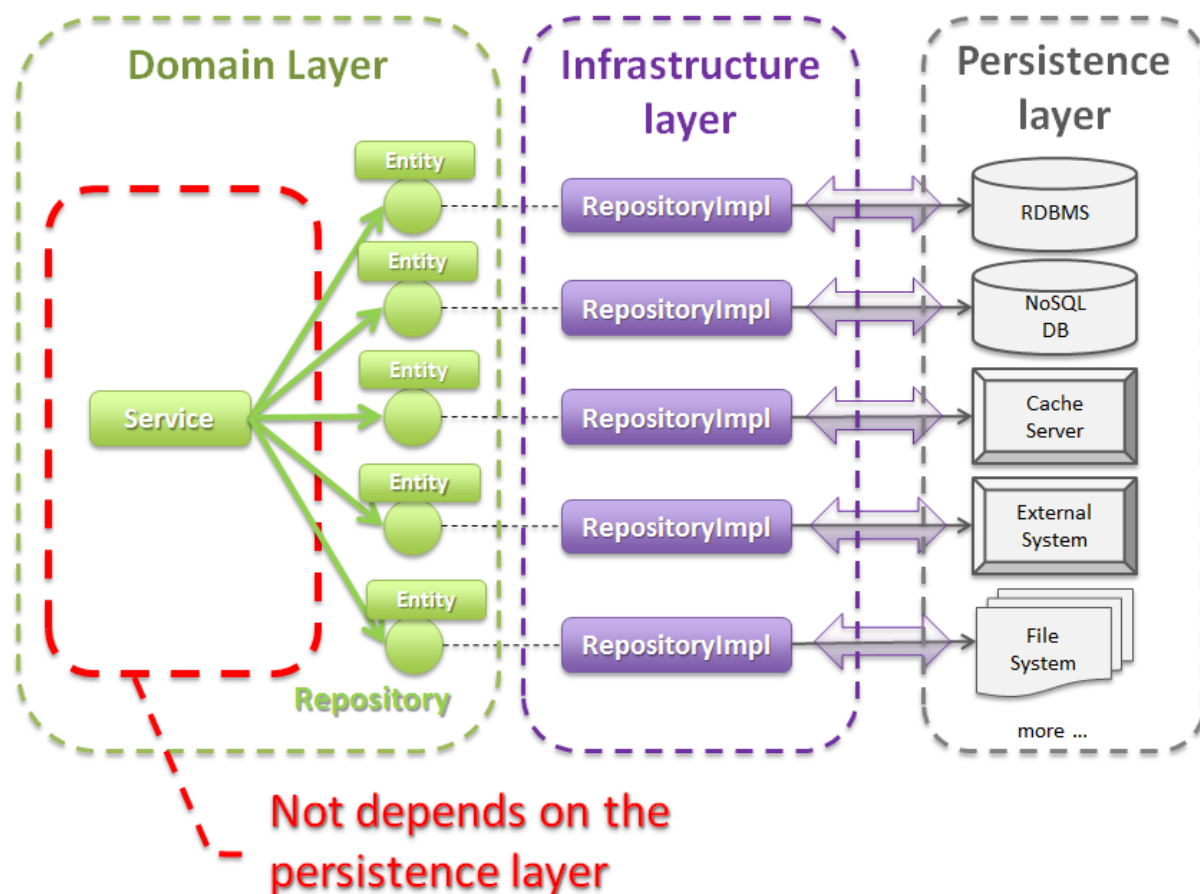 Domain Layer
Infrastructure
layer
Persistence
layer
Entity
RepositoryImpl
RDBMS
Entity
RepositoryImpl
NoSQL
DB
Entity
Service
RepositoryImpl
Cache
Server
Entity
RepositoryImpl
External
System
Entity
RepositoryImpl
File
System
Repository
more ...
Not depends on the
persistence layer